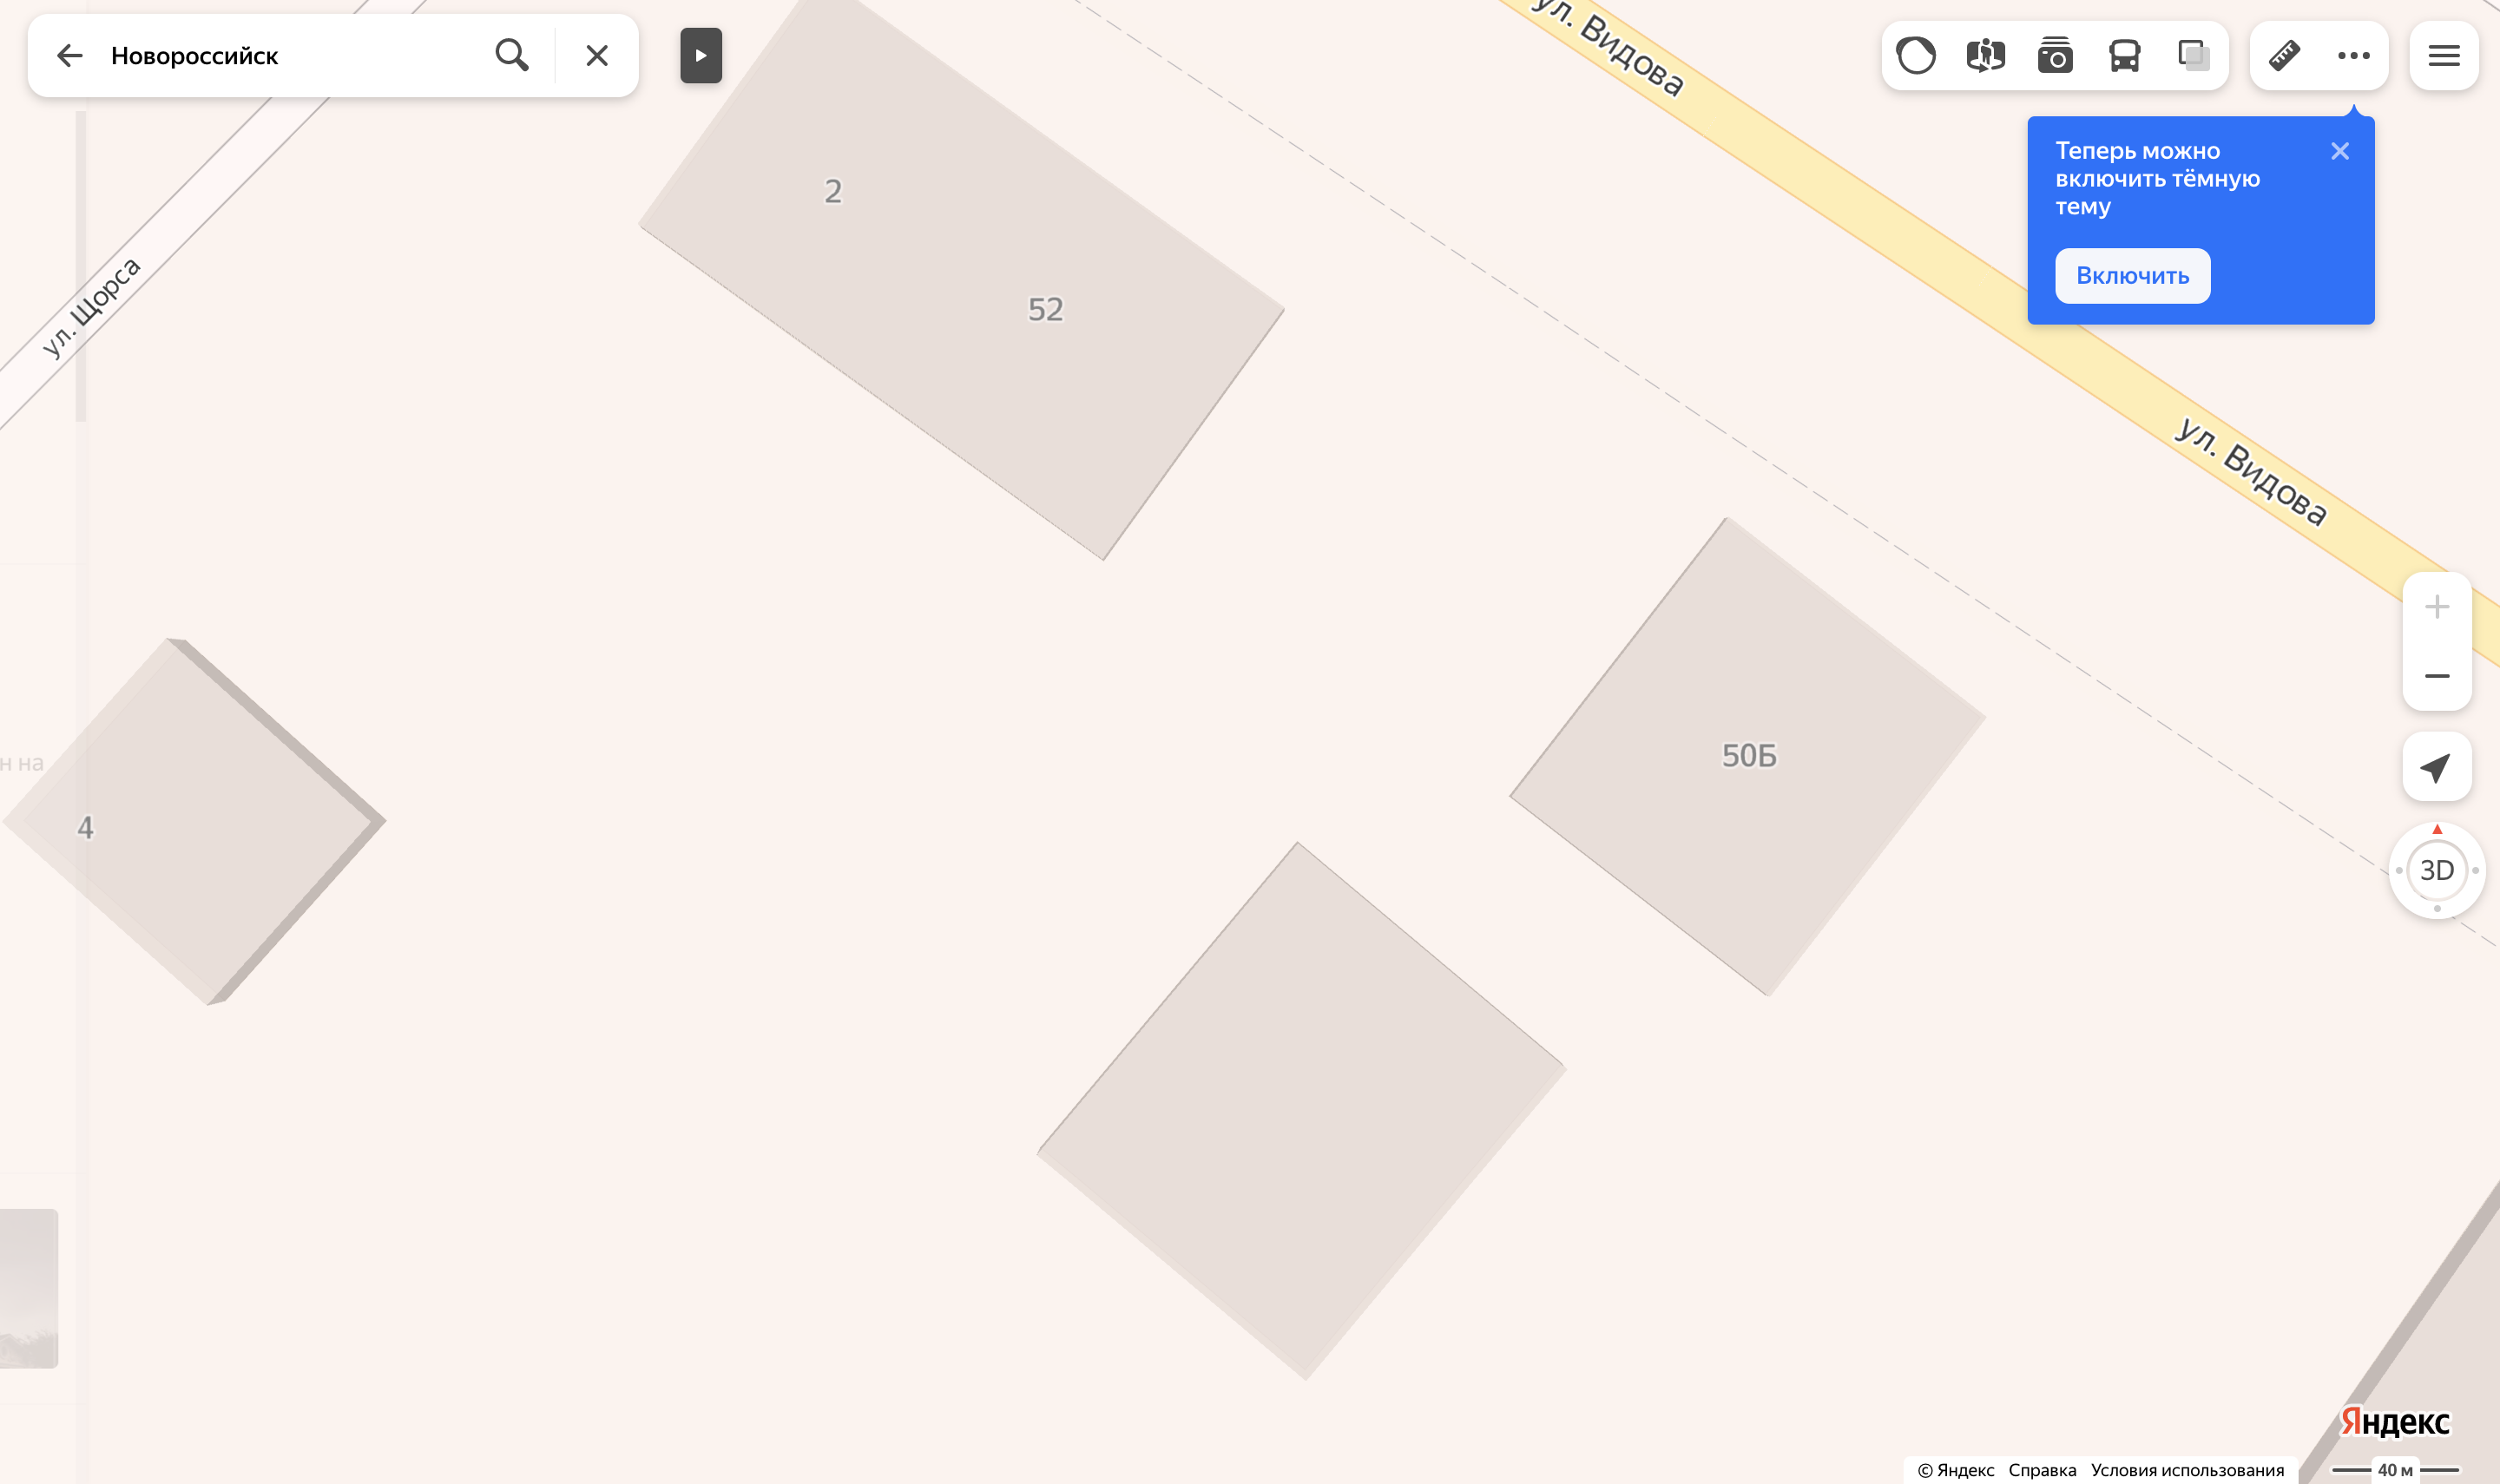 Новороссийск
ул. Видова
Теперь можно
включить тёмную
тему
Включить
2
52
ул. Щорса
ул. Видова
50Б
н на
4
3D
Яндекс
© Яндекс Справка Условия использования 40 м